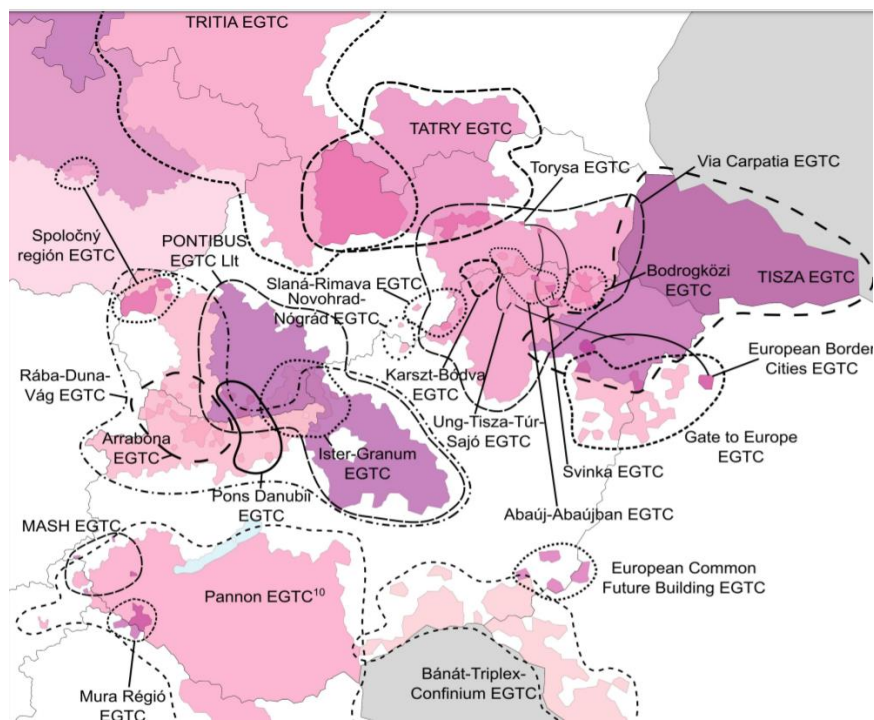 TRITIA EGTC
TATRY EGTC
Torysa EGTC
Via Carpatia EGTC
Spoločný
región EGTC
PONTIBUS
EGTC Llt
Slaná-Rimava EGTC
Novohrad-
Nógrád EGTC
Bodrogközi
EGTC
TISZA EGTC
Rába-Duna-
Vág EGTC
Karszt-Bódva
EGTC
European Border
Cities EGTC
Arrabona
EGTC
Ister-Granum
EGTC
Ung-Tisza-Túr-
Sajó EGTC
Gate to Europe
EGTC
Pons Danubii
EGTC
Svinka EGTC
Abaúj-Abaújban EGTC
MASH EGTC
Pannon EGTC¹⁰
European Common
Future Building EGTC
Mura Régió
EGTC
Bánát-Triplex-
Confinium EGTC